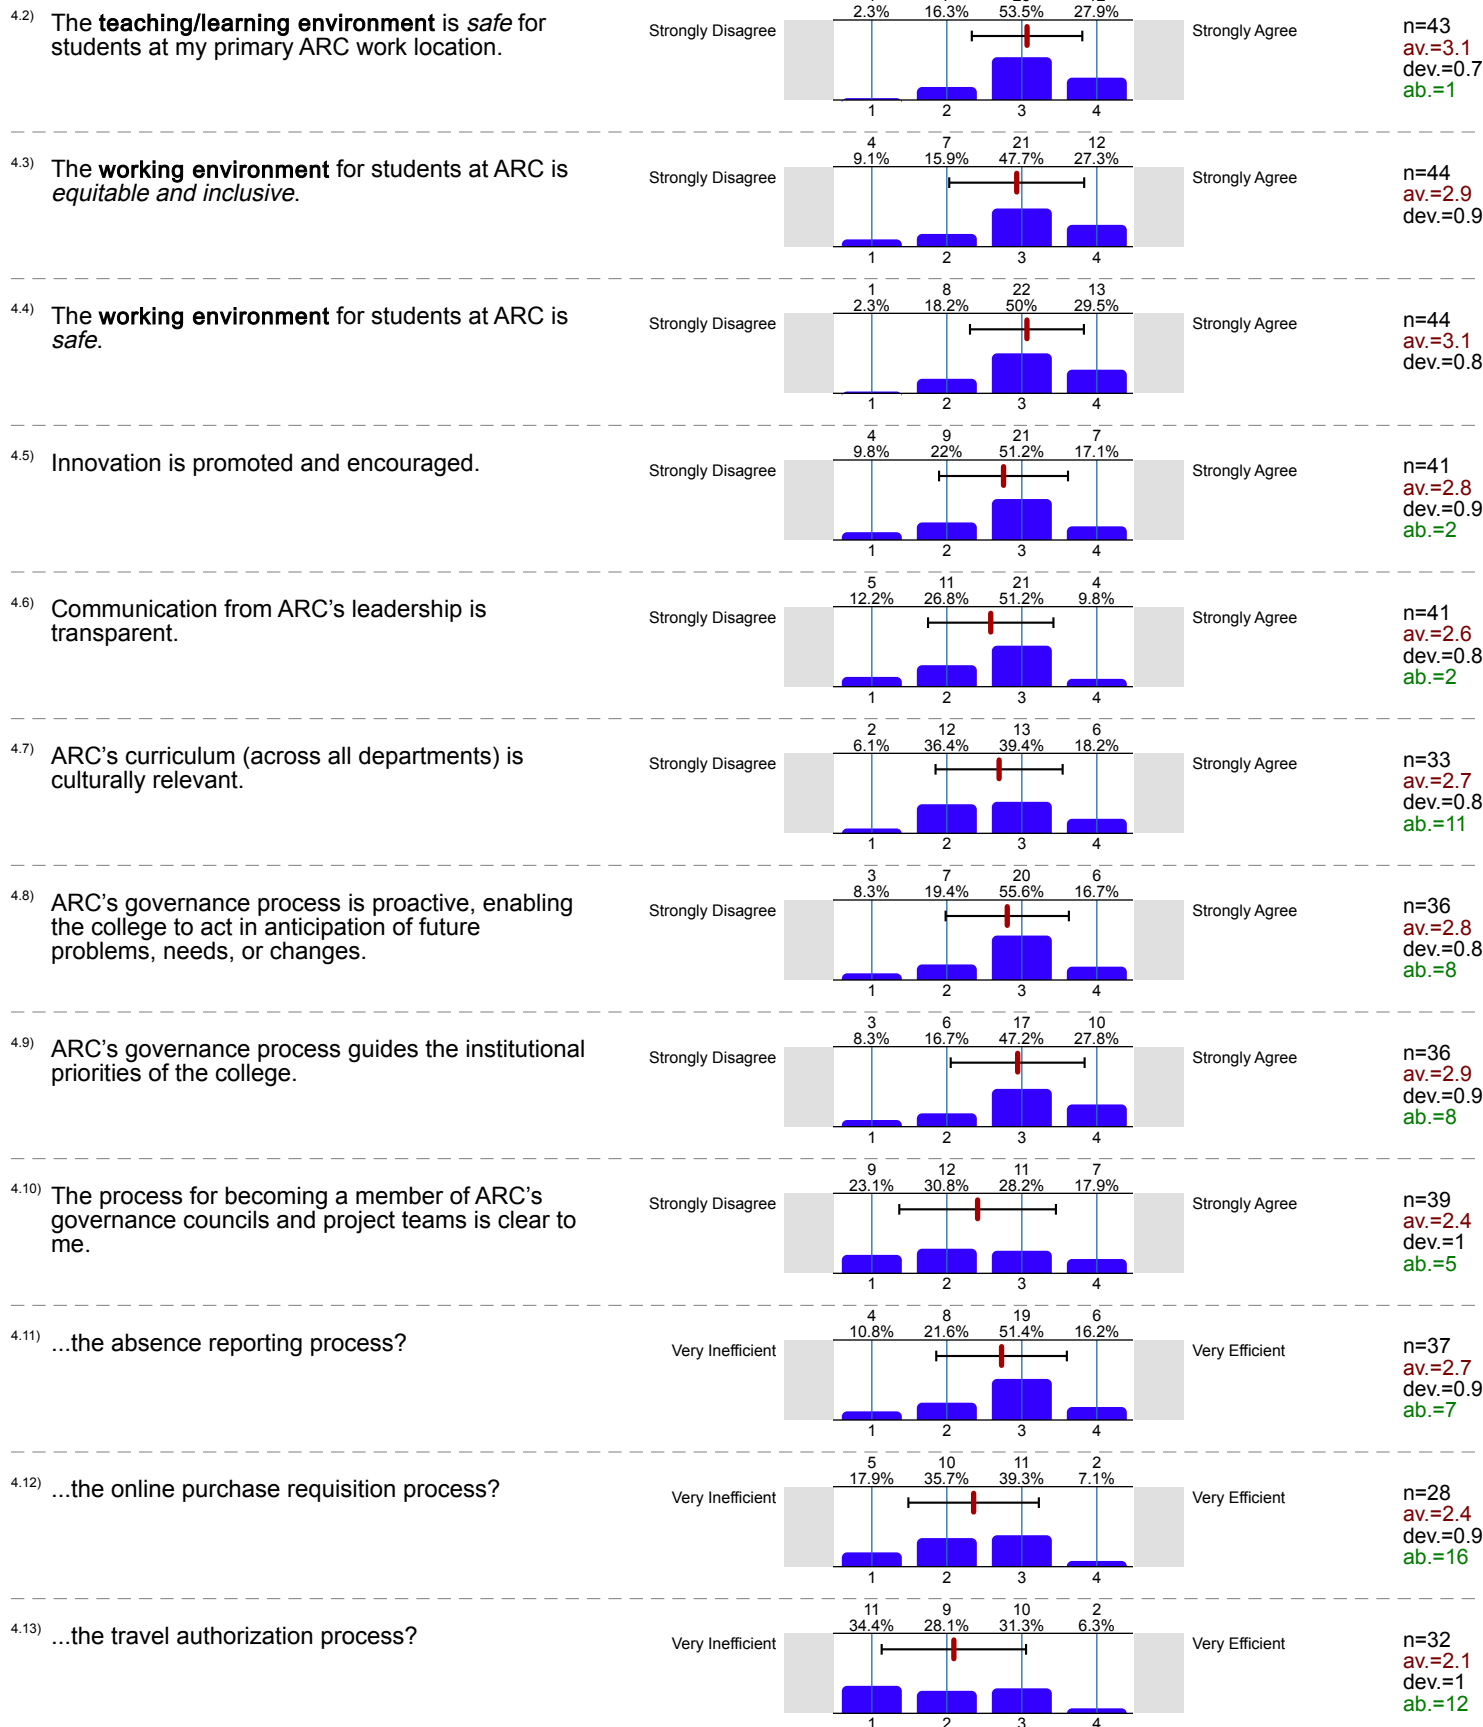 2.3% 16.3% 53.5% 27.9%
4.2) The teaching/learning environment is safe for
students at my primary ARC work location.
Strongly Disagree
Strongly Agree
n=43
av.=3.1
dev.=0.7
ab.=1
1 2 3 4
4 7 21 12
9.1% 15.9% 47.7% 27.3%
4.3) The working environment for students at ARC is
equitable and inclusive.
Strongly Disagree
Strongly Agree
n=44
av.=2.9
dev.=0.9
1 2 3 4
1 8 22 13
2.3% 18.2% 50% 29.5%
4.4) The working environment for students at ARC is
safe.
Strongly Disagree
Strongly Agree
n=44
av.=3.1
dev.=0.8
1 2 3 4
4 9 21 7
9.8% 22% 51.2% 17.1%
4.5) Innovation is promoted and encouraged.
Strongly Disagree
Strongly Agree
n=41
av.=2.8
dev.=0.9
ab.=2
1 2 3 4
5 11 21 4
12.2% 26.8% 51.2% 9.8%
4.6) Communication from ARC's leadership is
transparent.
Strongly Disagree
Strongly Agree
n=41
av.=2.6
dev.=0.8
ab.=2
1 2 3 4
2 12 13 6
6.1% 36.4% 39.4% 18.2%
4.7) ARC's curriculum (across all departments) is
culturally relevant.
Strongly Disagree
Strongly Agree
n=33
av.=2.7
dev.=0.8
ab.=11
1 2 3 4
3 7 20 6
8.3% 19.4% 55.6% 16.7%
4.8) ARC's governance process is proactive, enabling
the college to act in anticipation of future
problems, needs, or changes.
Strongly Disagree
Strongly Agree
n=36
av.=2.8
dev.=0.8
ab.=8
1 2 3 4
3 6 17 10
8.3% 16.7% 47.2% 27.8%
4.9) ARC's governance process guides the institutional
priorities of the college.
Strongly Disagree
Strongly Agree
n=36
av.=2.9
dev.=0.9
ab.=8
1 2 3 4
9 12 11 7
23.1% 30.8% 28.2% 17.9%
4.10) The process for becoming a member of ARC's
governance councils and project teams is clear to
me.
Strongly Disagree
Strongly Agree
n=39
av.=2.4
dev.=1
ab.=5
1 2 3 4
4 8 19 6
10.8% 21.6% 51.4% 16.2%
4.11) ...the absence reporting process?
Very Inefficient
Very Efficient
n=37
av.=2.7
dev.=0.9
ab.=7
1 2 3 4
5 10 11 2
17.9% 35.7% 39.3% 7.1%
4.12) ...the online purchase requisition process?
Very Inefficient
Very Efficient
n=28
av.=2.4
dev.=0.9
ab.=16
1 2 3 4
11 9 10 2
34.4% 28.1% 31.3% 6.3%
4.13) ...the travel authorization process?
Very Inefficient
Very Efficient
n=32
av.=2.1
dev.=1
ab.=12
1 2 3 4